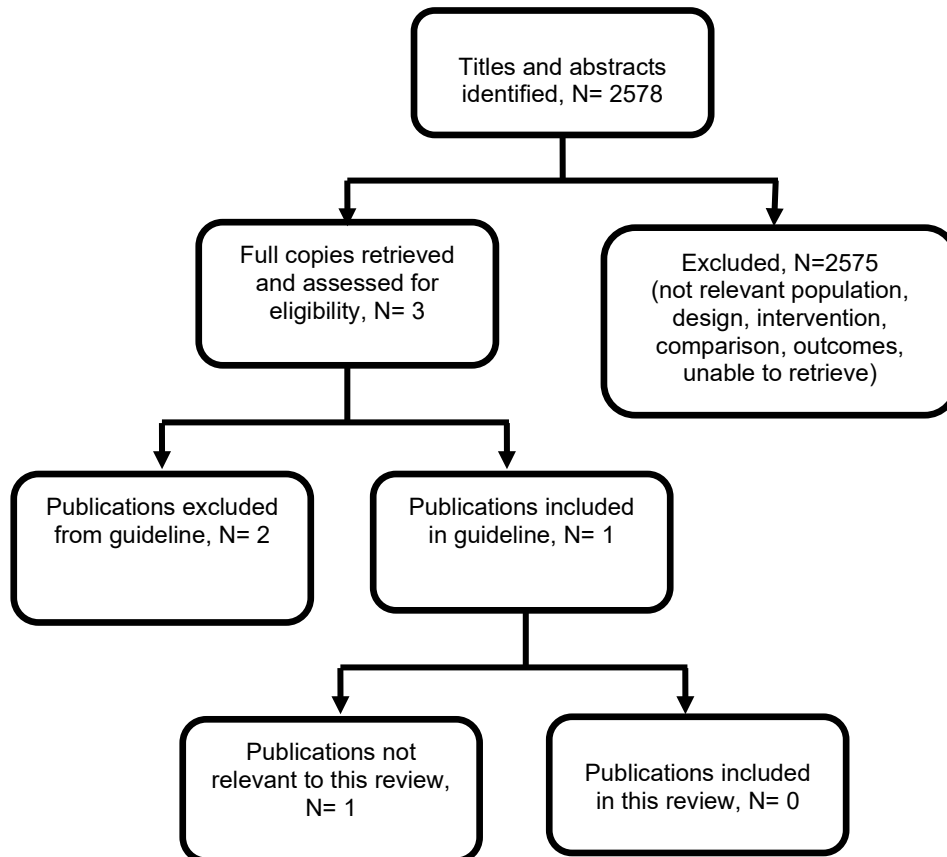 Titles and abstracts
identified, N= 2578
Full copies retrieved
and assessed for
eligibility, N= 3
Excluded, N=2575
(not relevant population,
design, intervention,
comparison, outcomes,
unable to retrieve)
Publications excluded
from guideline, N= 2
Publications included
in guideline, N= 1
Publications not
relevant to this review,
N= 1
Publications included
in this review, N= 0